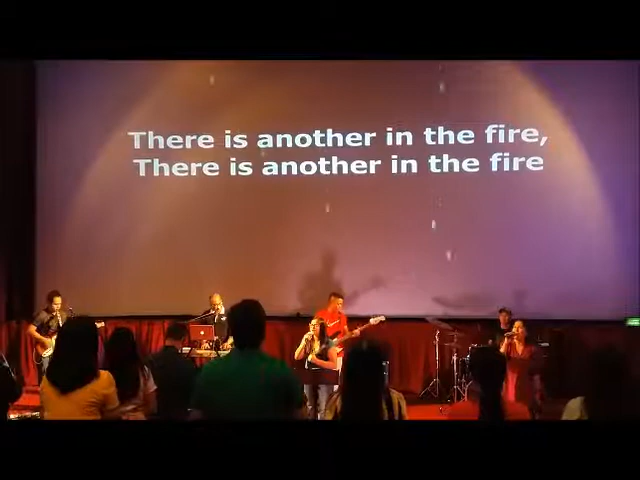 There is another in the fire,
There is another in the fire